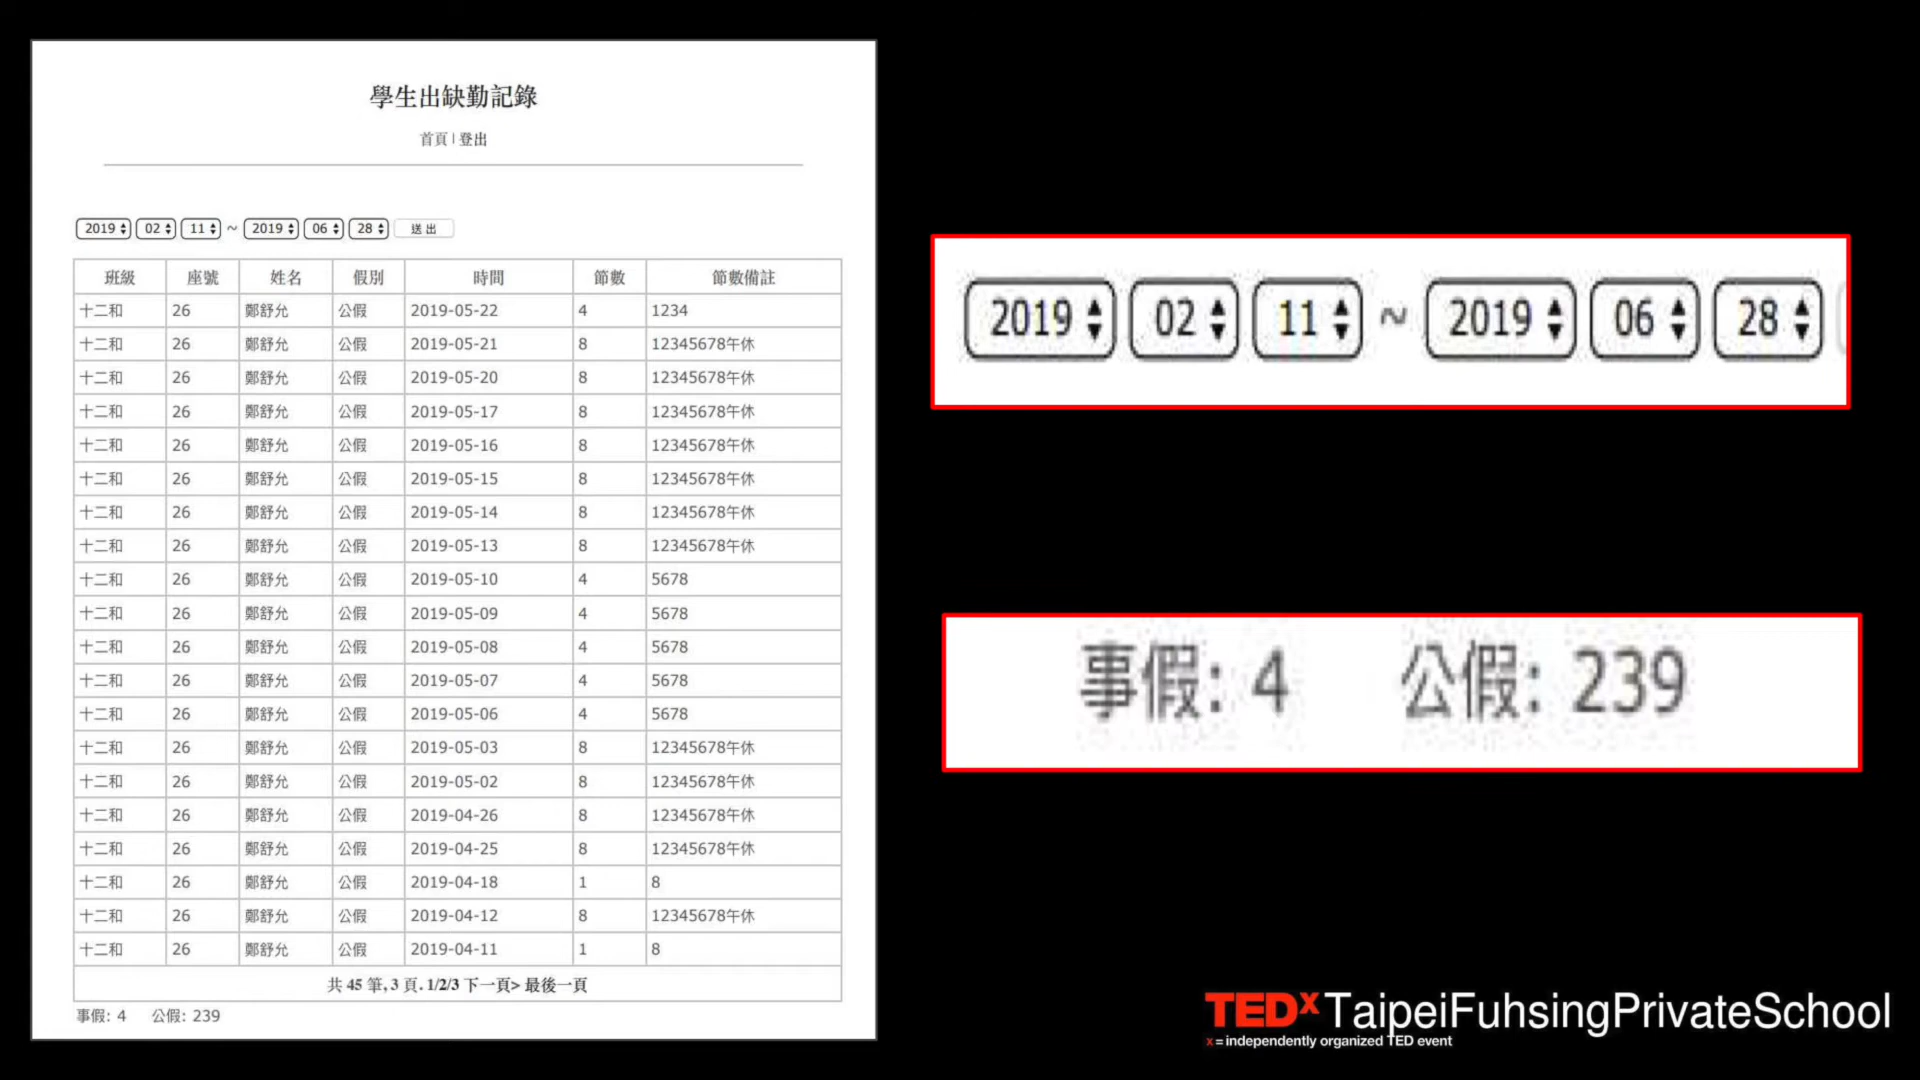 學生出缺勤記錄
首頁 | 登出
2019 02 11 ~ 2019 06 28 送出
班級 座號 姓名 假別 時間 節數 節數備註
十二和 26 鄭舒允 公假 2019-05-22 4 1234
十二和 26 鄭舒允 公假 2019-05-21 8 12345678午休
十二和 26 鄭舒允 公假 2019-05-20 8 12345678午休
十二和 26 鄭舒允 公假 2019-05-17 8 12345678午休
十二和 26 鄭舒允 公假 2019-05-16 8 12345678午休
十二和 26 鄭舒允 公假 2019-05-15 8 12345678午休
十二和 26 鄭舒允 公假 2019-05-14 8 12345678午休
十二和 26 鄭舒允 公假 2019-05-13 8 12345678午休
十二和 26 鄭舒允 公假 2019-05-10 4 5678
十二和 26 鄭舒允 公假 2019-05-09 4 5678
十二和 26 鄭舒允 公假 2019-05-08 4 5678
十二和 26 鄭舒允 公假 2019-05-07 4 5678
十二和 26 鄭舒允 公假 2019-05-06 4 5678
十二和 26 鄭舒允 公假 2019-05-03 8 12345678午休
十二和 26 鄭舒允 公假 2019-05-02 8 12345678午休
十二和 26 鄭舒允 公假 2019-04-26 8 12345678午休
十二和 26 鄭舒允 公假 2019-04-25 8 12345678午休
十二和 26 鄭舒允 公假 2019-04-18 1 8
十二和 26 鄭舒允 公假 2019-04-12 8 12345678午休
十二和 26 鄭舒允 公假 2019-04-11 1 8
共 45 筆, 3 頁. 1/2/3 下一頁> 最後一頁
事假: 4 公假: 239
2019 02 11 ~ 2019 06 28
事假: 4 公假: 239
TEDx TaipeiFuhsingPrivateSchool
x = independently organized TED event